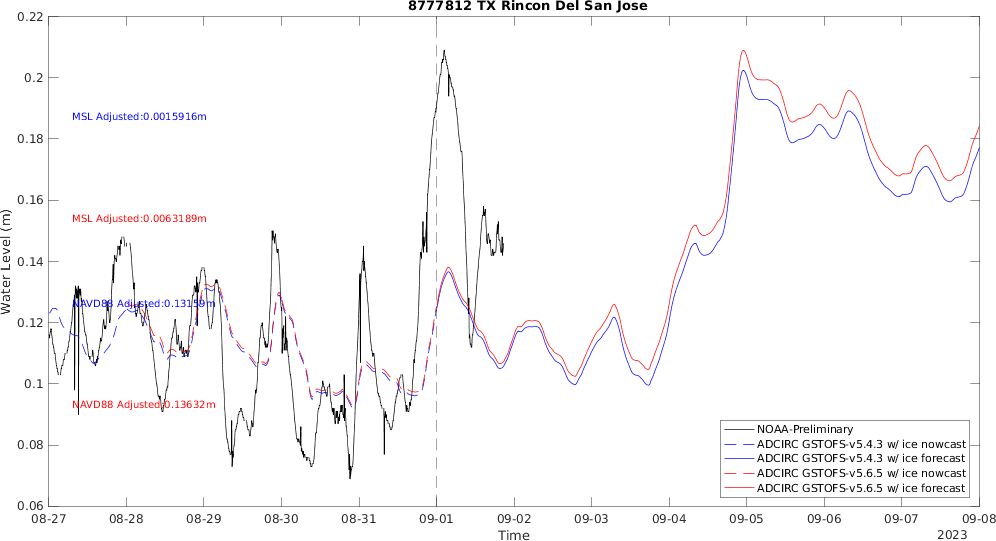 8777812 TX Rincon Del San Jose
0.22
0.2
0.18
0.16
0.14
0.12
0.1
0.08
0.06
Water Level (m)
MSL Adjusted:0.0015916m
MSL Adjusted:0.0063189m
NAVD88 Adjusted:0.13159m
NAVD88 Adjusted:0.13632m
NOAA-Preliminary
ADCIRC GSTOFS-v5.4.3 w/ ice nowcast
ADCIRC GSTOFS-v5.4.3 w/ ice forecast
ADCIRC GSTOFS-v5.6.5 w/ ice nowcast
ADCIRC GSTOFS-v5.6.5 w/ ice forecast
08-27 08-28 08-29 08-30 08-31 09-01 09-02 09-03 09-04 09-05 09-06 09-07 09-08
Time
2023